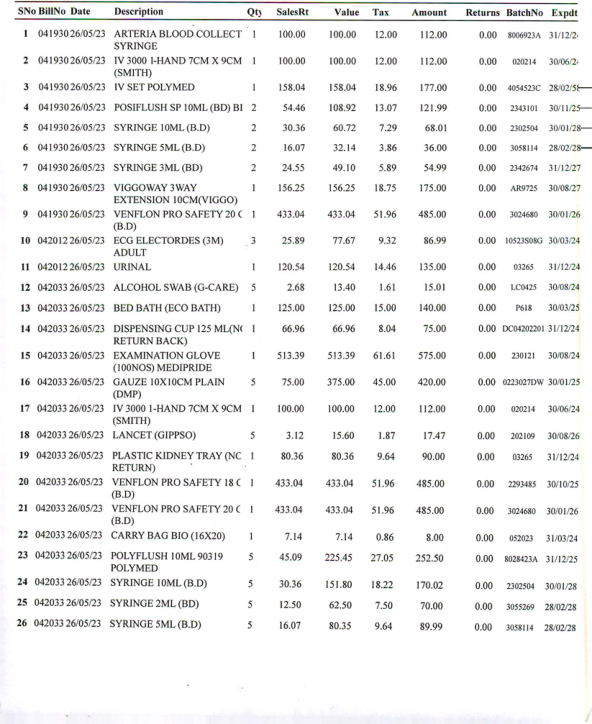 SNo BillNo Date Description Qty SalesRt Value Tax Amount Returns BatchNo Expdt
1 041930 26/05/23 ARTERIA BLOOD COLLECT 1 100.00 100.00 12.00 112.00 0.00 8006923A 31/12/2
SYRINGE
2 041930 26/05/23 IV 3000 1-HAND 7CM X 9CM 1 100.00 100.00 12.00 112.00 0.00 020214 30/06/2
(SMITH)
3 041930 26/05/23 IV SET POLYMED 1 158.04 158.04 18.96 177.00 0.00 4054523C 28/02/
4 041930 26/05/23 POSIFLUSH SP 10ML (BD) BI 2 54.46 108.92 13.07 121.99 0.00 2343101 30/11/25
5 041930 26/05/23 SYRINGE 10ML (B.D) 2 30.36 60.72 7.29 68.01 0.00 2302504 30/01/28
6 041930 26/05/23 SYRINGE 5ML (B.D) 2 16.07 32.14 3.86 36.00 0.00 3058114 28/02/28
7 041930 26/05/23 SYRINGE 3ML (BD) 2 24.55 49.10 5.89 54.99 0.00 2342674 31/12/27
8 041930 26/05/23 VIGGOWAY 3WAY 1 156.25 156.25 18.75 175.00 0.00 AR9725 30/08/27
EXTENSION 10CM(VIGGO)
9 041930 26/05/23 VENFLON PRO SAFETY 20 ( 1 433.04 433.04 51.96 485.00 0.00 3024680 30/01/26
(B.D)
10 042012 26/05/23 ECG ELECTORDES (3M) 3 25.89 77.67 9.32 86.99 0.00 10523S08G 30/03/24
ADULT
11 042012 26/05/23 URINAL 1 120.54 120.54 14.46 135.00 0.00 03265 31/12/24
12 042033 26/05/23 ALCOHOL SWAB (G-CARE) 5 2.68 13.40 1.61 15.01 0.00 LC0425 30/08/24
13 042033 26/05/23 BED BATH (ECO BATH) 1 125.00 125.00 15.00 140.00 0.00 P618 30/03/25
14 042033 26/05/23 DISPENSING CUP 125 ML(N( 1 66.96 66.96 8.04 75.00 0.00 DC04202201 31/12/24
RETURN BACK)
15 042033 26/05/23 EXAMINATION GLOVE 1 513.39 513.39 61.61 575.00 0.00 230121 30/08/24
(100NOS) MEDIPRIDE
16 042033 26/05/23 GAUZE 10X10CM PLAIN 5 75.00 375.00 45.00 420.00 0.00 0223027DW 30/01/25
(DMP)
17 042033 26/05/23 IV 3000 1-HAND 7CM X 9CM 1 100.00 100.00 12.00 112.00 0.00 020214 30/06/24
(SMITH)
18 042033 26/05/23 LANCET (GIPPSO) 5 3.12 15.60 1.87 17.47 0.00 202109 30/08/26
19 042033 26/05/23 PLASTIC KIDNEY TRAY (NC 1 80.36 80.36 9.64 90.00 0.00 03265 31/12/24
RETURN)
20 042033 26/05/23 VENFLON PRO SAFETY 18 ( 1 433.04 433.04 51.96 485.00 0.00 2293485 30/10/25
(B.D)
21 042033 26/05/23 VENFLON PRO SAFETY 20 ( 1 433.04 433.04 51.96 485.00 0.00 3024680 30/01/26
(B.D)
22 042033 26/05/23 CARRY BAG BIO (16X20) 1 7.14 7.14 0.86 8.00 0.00 052023 31/03/24
23 042033 26/05/23 POLYFLUSH 10ML 90319 5 45.09 225.45 27.05 252.50 0.00 8028423A 31/12/25
POLYMED
24 042033 26/05/23 SYRINGE 10ML (B.D) 5 30.36 151.80 18.22 170.02 0.00 2302504 30/01/28
25 042033 26/05/23 SYRINGE 2ML (BD) 5 12.50 62.50 7.50 70.00 0.00 3055269 28/02/28
26 042033 26/05/23 SYRINGE 5ML (B.D) 5 16.07 80.35 9.64 89.99 0.00 3058114 28/02/28